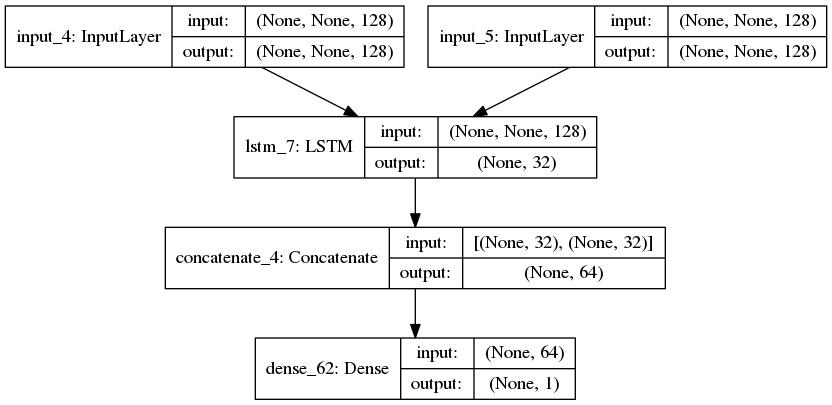 input_4: InputLayer input: (None, None, 128) output: (None, None, 128)
input_5: InputLayer input: (None, None, 128) output: (None, None, 128)
lstm_7: LSTM input: (None, None, 128) output: (None, 32)
concatenate_4: Concatenate input: [(None, 32), (None, 32)] output: (None, 64)
dense_62: Dense input: (None, 64) output: (None, 1)